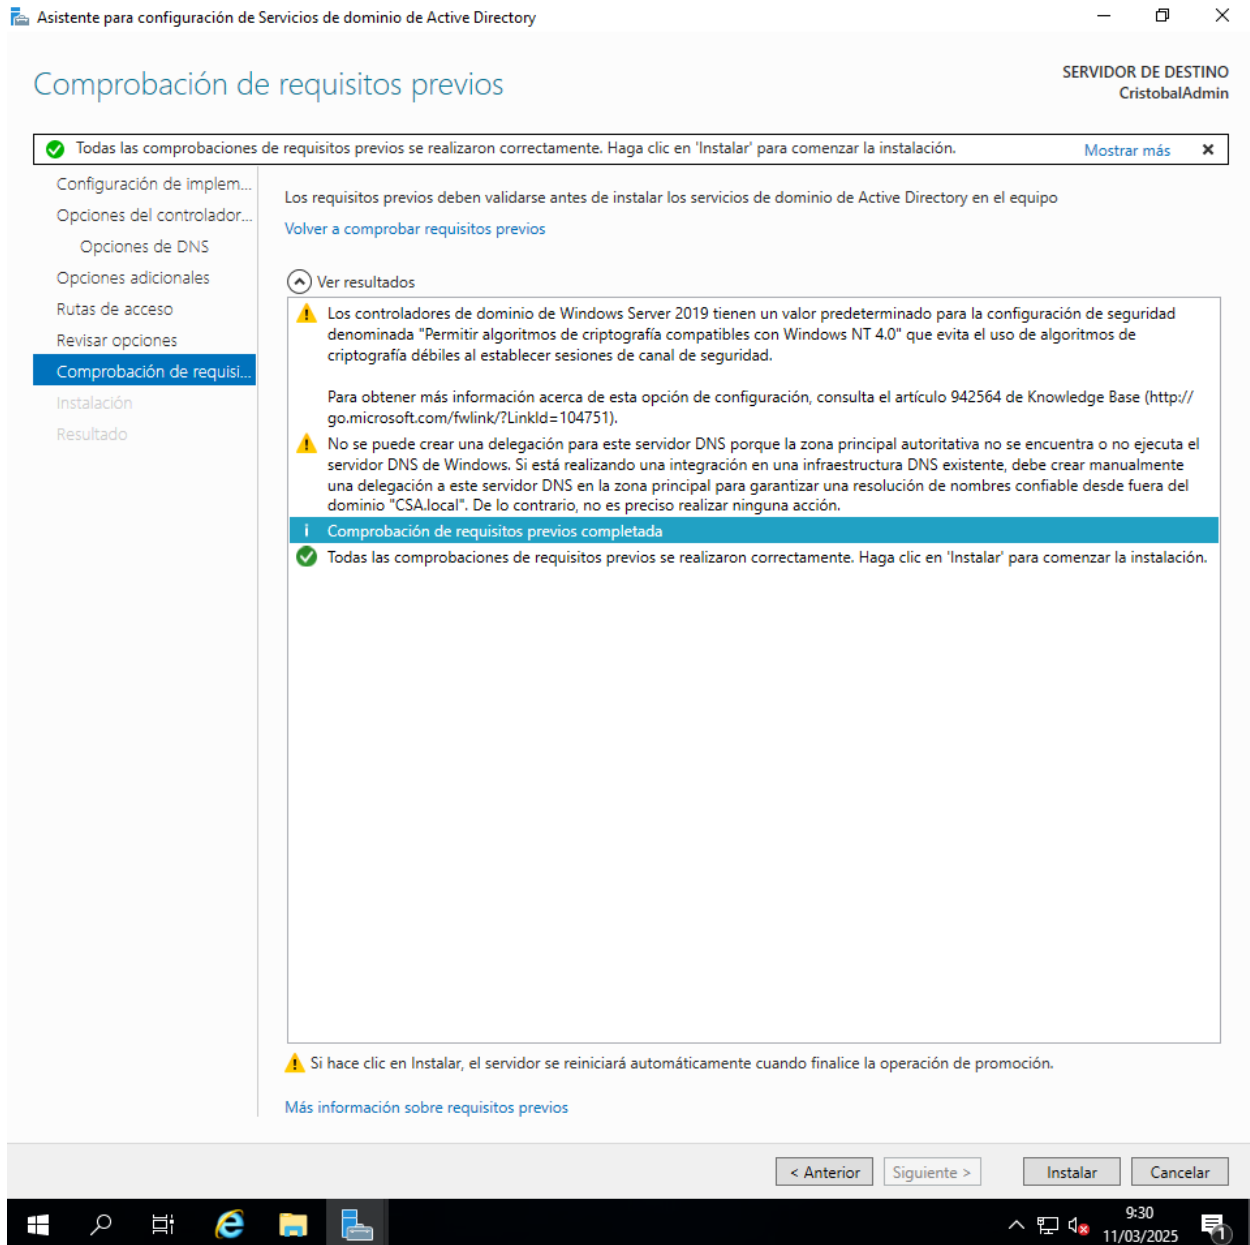 Asistente para configuración de Servicios de dominio de Active Directory
Comprobación de requisitos previos
SERVIDOR DE DESTINO
CristobalAdmin
Todas las comprobaciones de requisitos previos se realizaron correctamente. Haga clic en 'Instalar' para comenzar la instalación.
Mostrar más
Configuración de implem...
Opciones del controlador...
Opciones de DNS
Opciones adicionales
Rutas de acceso
Revisar opciones
Comprobación de requisi...
Instalación
Resultado
Los requisitos previos deben validarse antes de instalar los servicios de dominio de Active Directory en el equipo
Volver a comprobar requisitos previos
Ver resultados
Los controladores de dominio de Windows Server 2019 tienen un valor predeterminado para la configuración de seguridad
denominada "Permitir algoritmos de criptografía compatibles con Windows NT 4.0" que evita el uso de algoritmos de
criptografía débiles al establecer sesiones de canal de seguridad.
Para obtener más información acerca de esta opción de configuración, consulta el artículo 942564 de Knowledge Base (http://
go.microsoft.com/fwlink/?LinkId=104751).
No se puede crear una delegación para este servidor DNS porque la zona principal autoritativa no se encuentra o no ejecuta el
servidor DNS de Windows. Si está realizando una integración en una infraestructura DNS existente, debe crear manualmente
una delegación a este servidor DNS en la zona principal para garantizar una resolución de nombres confiable desde fuera del
dominio "CSA.local". De lo contrario, no es preciso realizar ninguna acción.
Comprobación de requisitos previos completada
Todas las comprobaciones de requisitos previos se realizaron correctamente. Haga clic en 'Instalar' para comenzar la instalación.
Si hace clic en Instalar, el servidor se reiniciará automáticamente cuando finalice la operación de promoción.
Más información sobre requisitos previos
< Anterior
Siguiente >
Instalar
Cancelar
9:30
11/03/2025
1